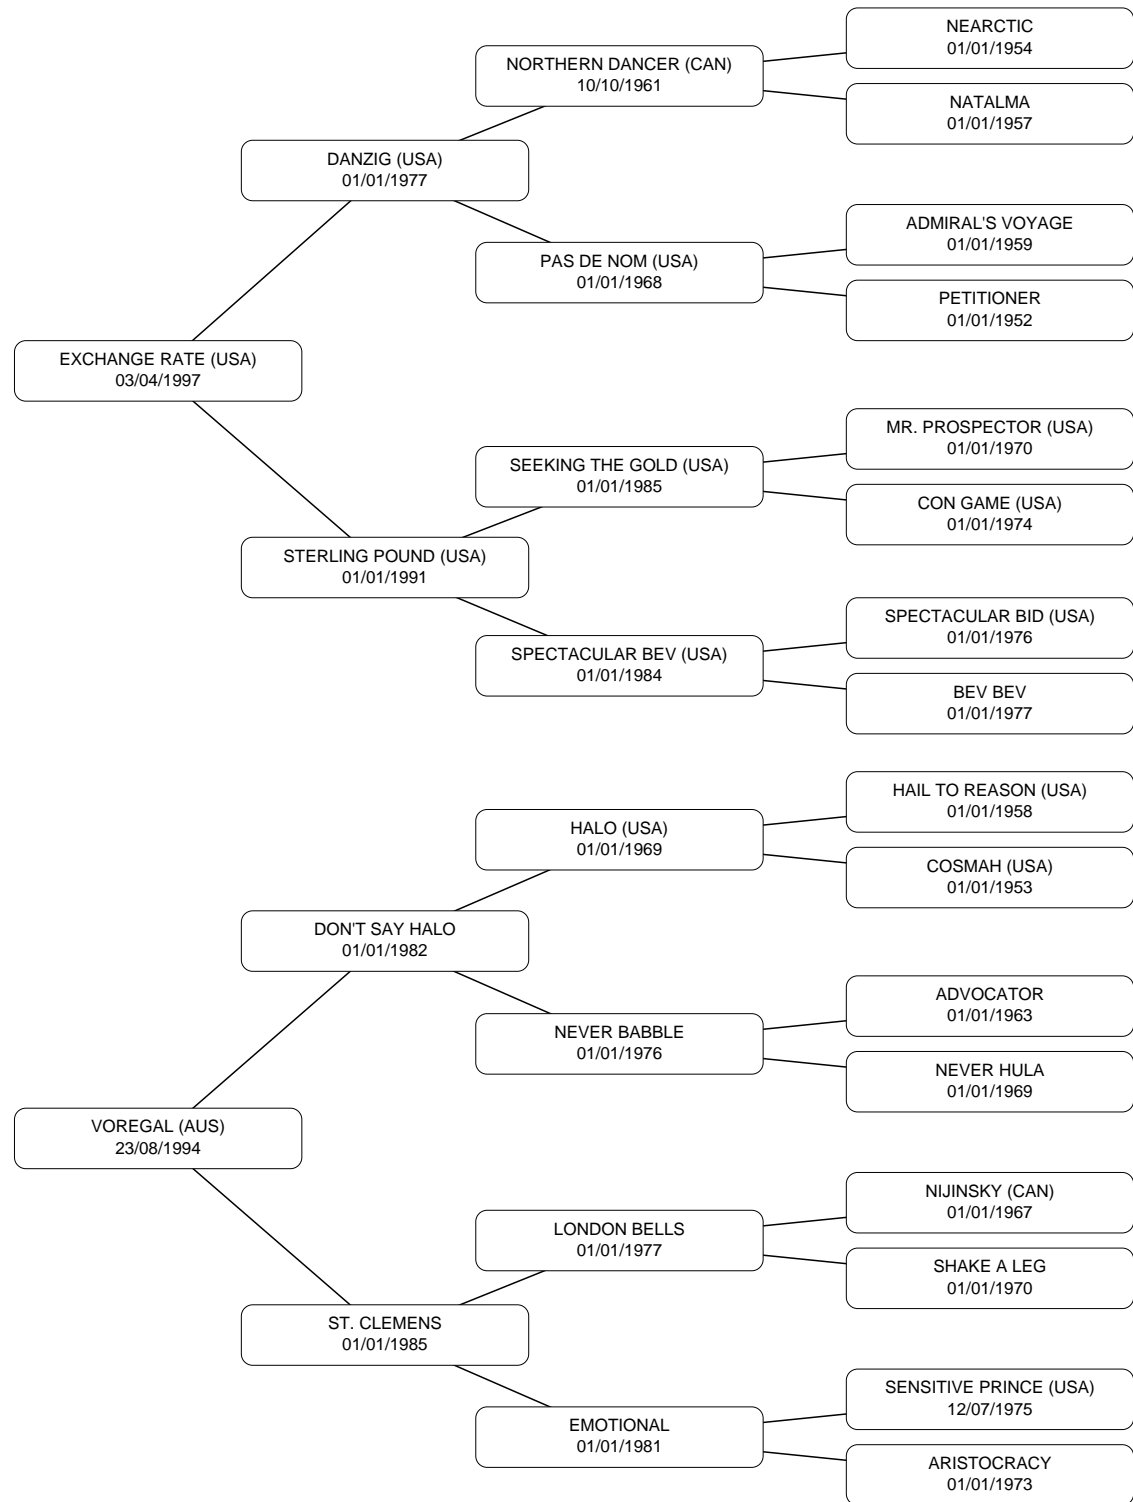 NEARCTIC
01/01/1954
NORTHERN DANCER (CAN)
10/10/1961
NATALMA
01/01/1957
DANZIG (USA)
01/01/1977
ADMIRAL'S VOYAGE
01/01/1959
PAS DE NOM (USA)
01/01/1968
PETITIONER
01/01/1952
EXCHANGE RATE (USA)
03/04/1997
MR. PROSPECTOR (USA)
01/01/1970
SEEKING THE GOLD (USA)
01/01/1985
CON GAME (USA)
01/01/1974
STERLING POUND (USA)
01/01/1991
SPECTACULAR BID (USA)
01/01/1976
SPECTACULAR BEV (USA)
01/01/1984
BEV BEV
01/01/1977
HAIL TO REASON (USA)
01/01/1958
HALO (USA)
01/01/1969
COSMAH (USA)
01/01/1953
DON'T SAY HALO
01/01/1982
ADVOCATOR
01/01/1963
NEVER BABBLE
01/01/1976
NEVER HULA
01/01/1969
VOREGAL (AUS)
23/08/1994
NIJINSKY (CAN)
01/01/1967
LONDON BELLS
01/01/1977
SHAKE A LEG
01/01/1970
ST. CLEMENS
01/01/1985
SENSITIVE PRINCE (USA)
12/07/1975
EMOTIONAL
01/01/1981
ARISTOCRACY
01/01/1973